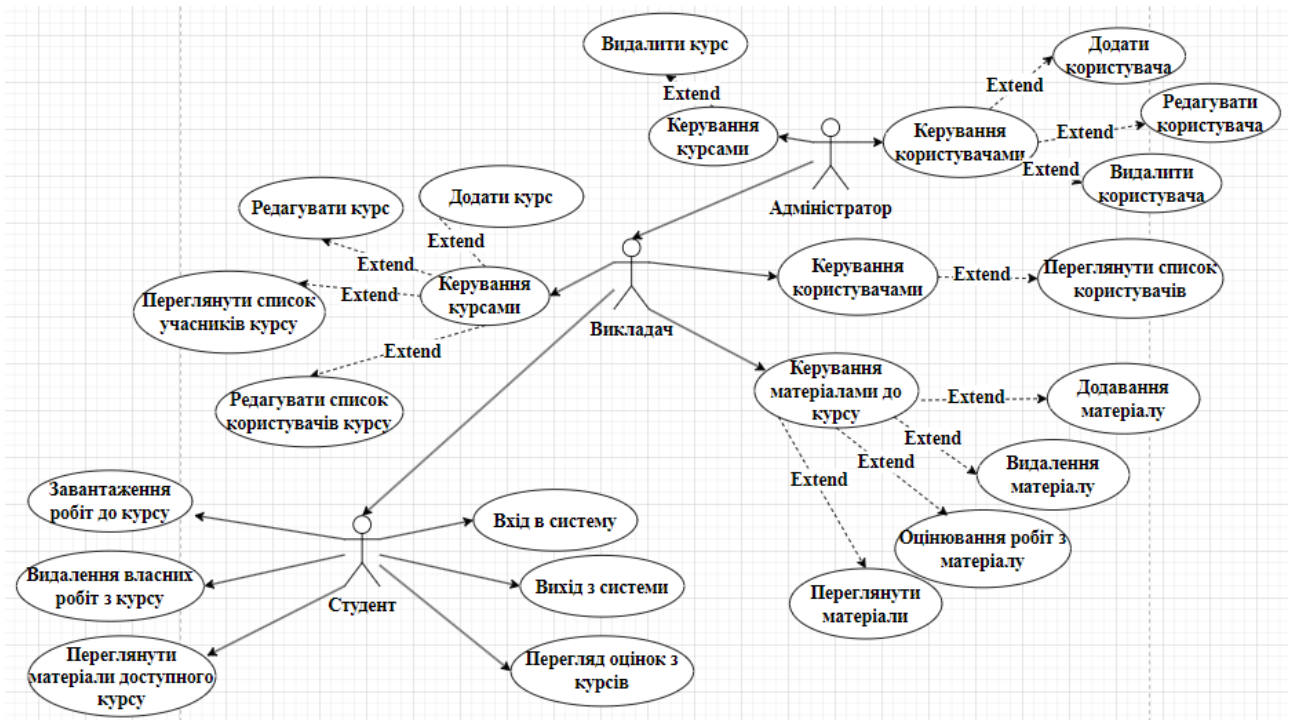 Видалити курс
Додати
користувача
Extend
Extend
Редагувати
користувача
Керування
курсами
Керування
користувачами
Extend
Extend
Видалити
користувача
Адміністратор
Редагувати курс
Додати курс
Extend
Extend
Керування
курсами
Переглянути список
учасників курсу
Extend
Викладач
Керування
користувачами
Extend
Переглянути список
користувачів
Extend
Редагувати список
користувачів курсу
Керування
матеріалами до
курсу
Extend
Додавання
матеріалу
Extend
Видалення
матеріалу
Extend
Оцінювання робіт з
матеріалу
Extend
Переглянути
матеріали
Завантаження
робіт до курсу
Вхід в систему
Видалення власних
робіт з курсу
Студент
Вихід з системи
Переглянути
матеріали доступного
курсу
Перегляд оцінок з
курсів